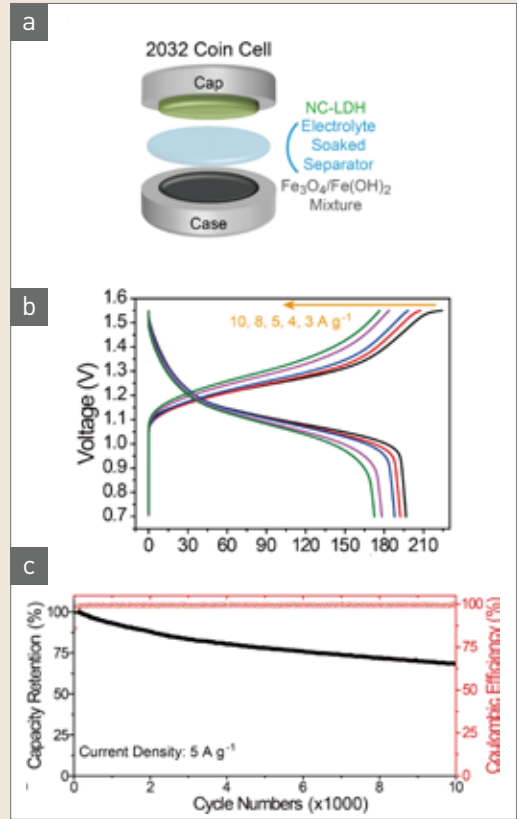 a
2032 Coin Cell
Cap
NC-LDH
Electrolyte
Soaked
Separator
Fe₃O₄/Fe(OH)₂
Mixture
Case
b
10, 8, 5, 4, 3 A g⁻¹
Voltage (V)
1.6
1.5
1.4
1.3
1.2
1.1
1.0
0.9
0.8
0.7
0 30 60 90 120 150 180 210
c
Capacity Retention (%)
100
75
50
25
0
Current Density: 5 A g⁻¹
0 2 4 6 8 10
Cycle Numbers (x1000)
100
75
50
25
0
Coulombic Efficiency (%)